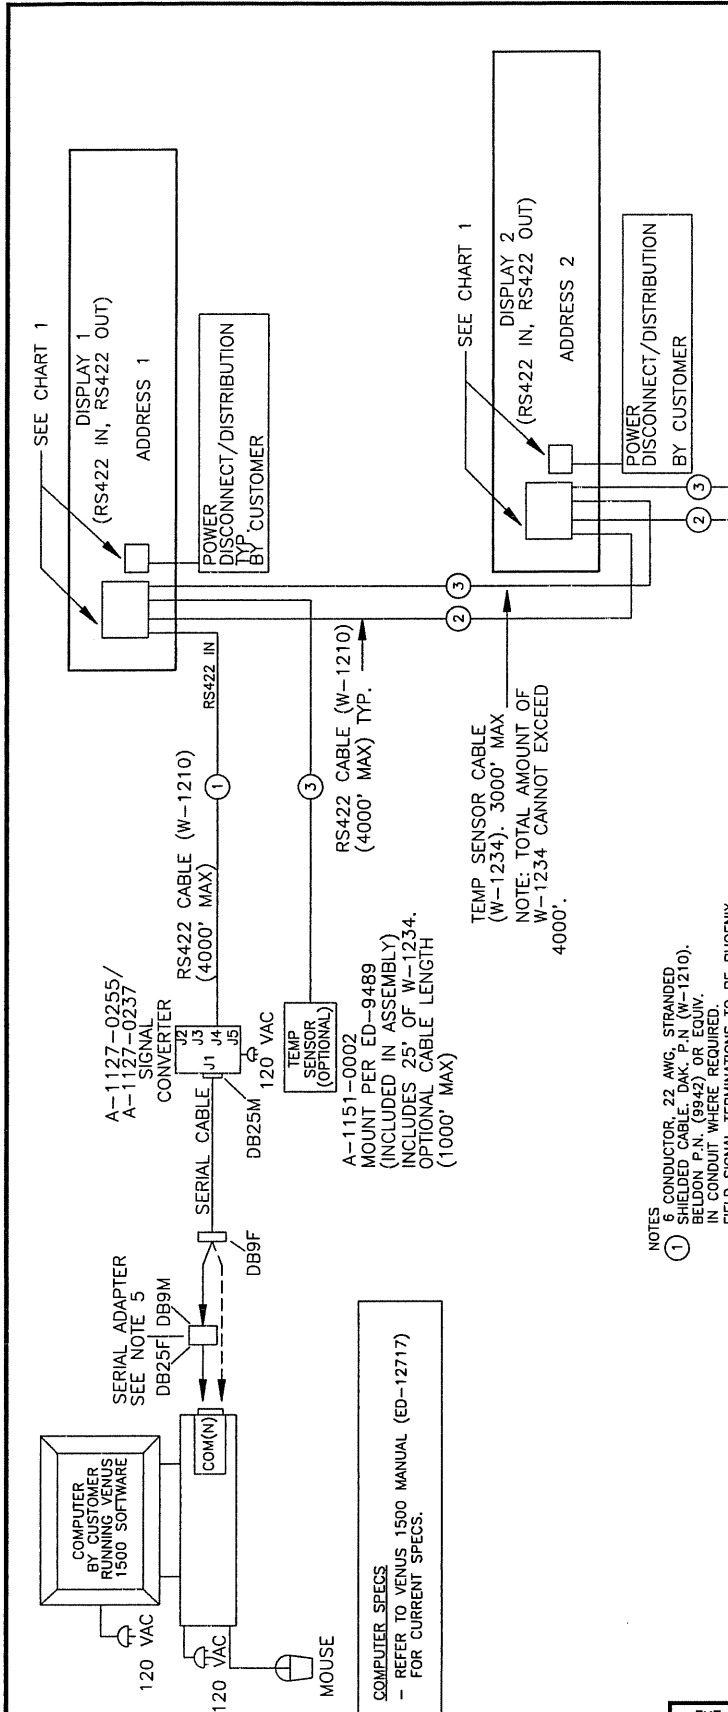 COMPUTER
BY CUSTOMER
RUNNING VENUS
1500 SOFTWARE
120 VAC
120 VAC
MOUSE
COM(N)
SERIAL ADAPTER
SEE NOTE 5
DB25F
DB9M
DB9F
SERIAL CABLE
DB25M
A-1127-0255/
A-1127-0237
SIGNAL
CONVERTER
J1
J2
J3
J4
J5
120 VAC
RS422 CABLE (W-1210)
(4000' MAX)
1
RS422 IN
TEMP
SENSOR
(OPTIONAL)
A-1151-0002
MOUNT PER ED-9489
(INCLUDED IN ASSEMBLY)
INCLUDES 25' OF W-1234.
OPTIONAL CABLE LENGTH
(1000' MAX)
3
SEE CHART 1
DISPLAY 1
(RS422 IN, RS422 OUT)
ADDRESS 1
POWER
DISCONNECT/DISTRIBUTION
TYP.
BY CUSTOMER
RS422 CABLE (W-1210)
(4000' MAX) TYP.
2
3
TEMP SENSOR CABLE
(W-1234). 3000' MAX
NOTE: TOTAL AMOUNT OF
W-1234 CANNOT EXCEED
4000'.
SEE CHART 1
DISPLAY 2
(RS422 IN, RS422 OUT)
ADDRESS 2
POWER
DISCONNECT/DISTRIBUTION
BY CUSTOMER
2
3
COMPUTER SPECS
- REFER TO VENUS 1500 MANUAL (ED-12717)
FOR CURRENT SPECS.
NOTES
1 6 CONDUCTOR, 22 AWG, STRANDED
SHIELDED CABLE. DAK. P.N (W-1210).
BELDON P.N. (9942) OR EQUIV.
IN CONDUIT WHERE REQUIRED.
FIELD SIGNAL TERMINATIONS TO BE PHOENIX